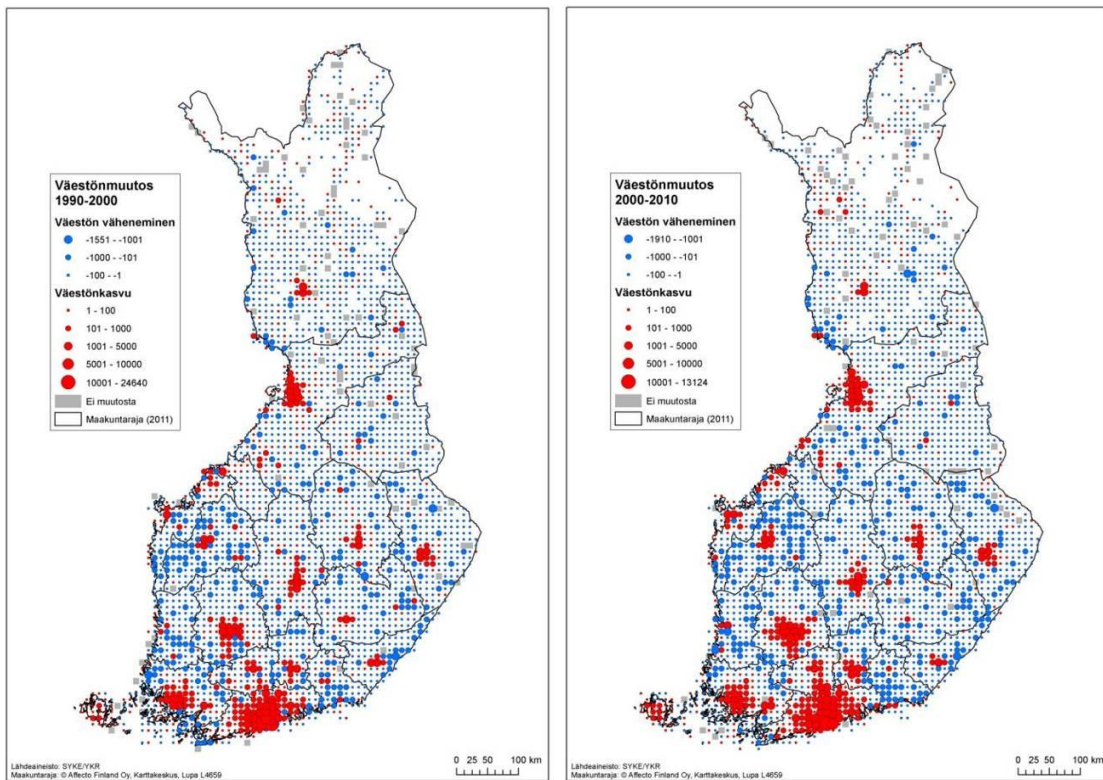 Väestönmuutos
1990-2000
Väestön väheneminen
-1551 - -1001
-1000 - -101
-100 - -1
Väestönkasvu
1 - 100
101 - 1000
1001 - 5000
5001 - 10000
10001 - 24640
Ei muutosta
Maakuntaraja (2011)
Lähdeaineisto: SYKE/YKR
Maakuntaraja: © Affecto Finland Oy, Karttakeskus, Lupa L4659
0 25 50 100 km
Väestönmuutos
2000-2010
Väestön väheneminen
-1910 - -1001
-1000 - -101
-100 - -1
Väestönkasvu
1 - 100
101 - 1000
1001 - 5000
5001 - 10000
10001 - 13124
Ei muutosta
Maakuntaraja (2011)
Lähdeaineisto: SYKE/YKR
Maakuntaraja: © Affecto Finland Oy, Karttakeskus, Lupa L4659
0 25 50 100 km